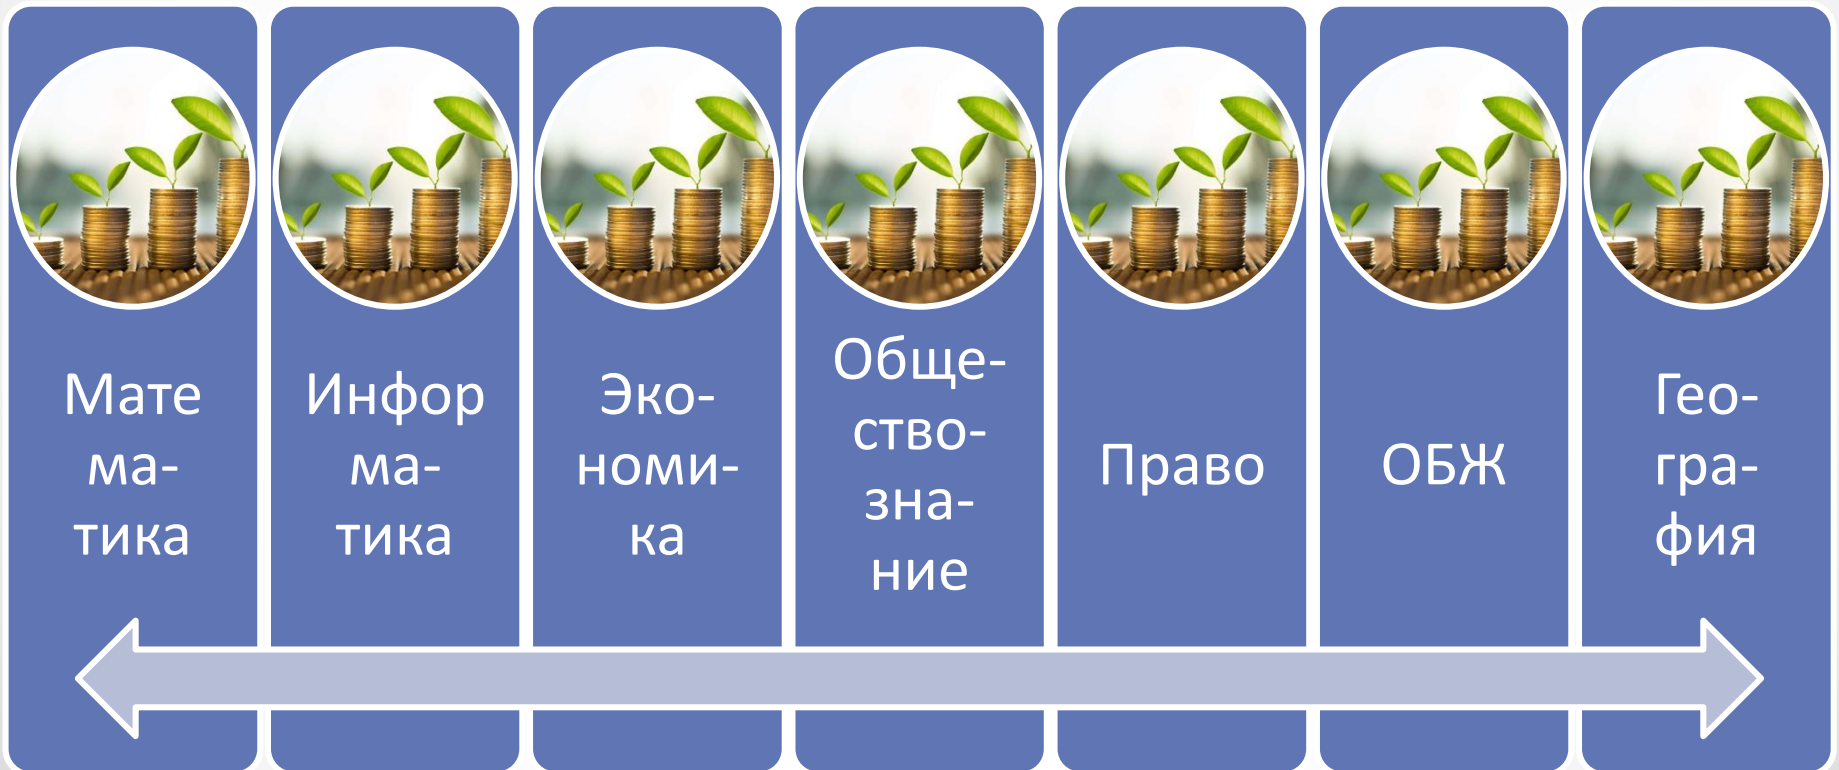 Мате
ма-
тика
Инфор
ма-
тика
Эко-
номи-
ка
Обще-
ство-
зна-
ние
Право
ОБЖ
Гео-
гра-
фия